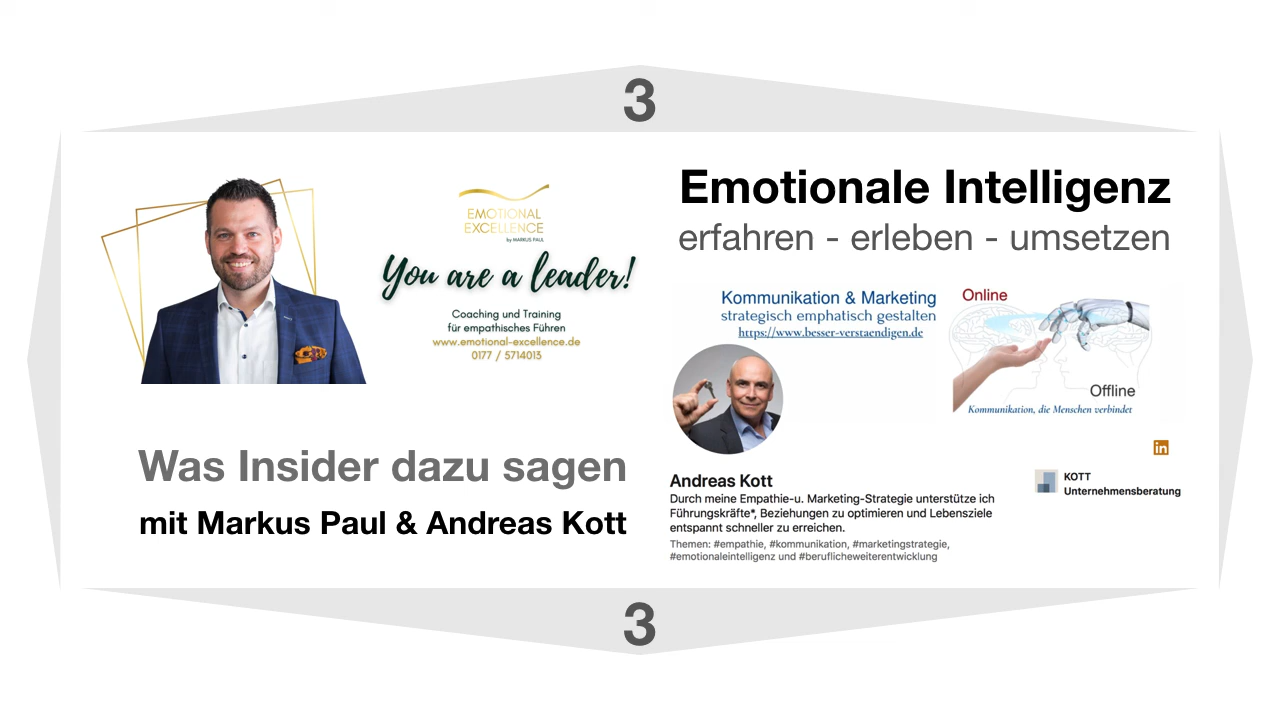 3
EMOTIONAL
EXCELLENCE
by MARKUS PAUL
You are a leader!
Coaching und Training
für empathisches Führen
www.emotional-excellence.de
0177 / 5714013
Was Insider dazu sagen
mit Markus Paul & Andreas Kott
Emotionale Intelligenz
erfahren - erleben - umsetzen
Kommunikation & Marketing
strategisch emphatisch gestalten
https://www.besser-verstaendigen.de
Online
Offline
Kommunikation, die Menschen verbindet
in
KOTT
Unternehmensberatung
Andreas Kott
Durch meine Empathie-u. Marketing-Strategie unterstütze ich
Führungskräfte*, Beziehungen zu optimieren und Lebensziele
entspannt schneller zu erreichen.
Themen: #empathie, #kommunikation, #marketingstrategie,
#emotionaleintelligenz und #beruflicheweiterentwicklung
3